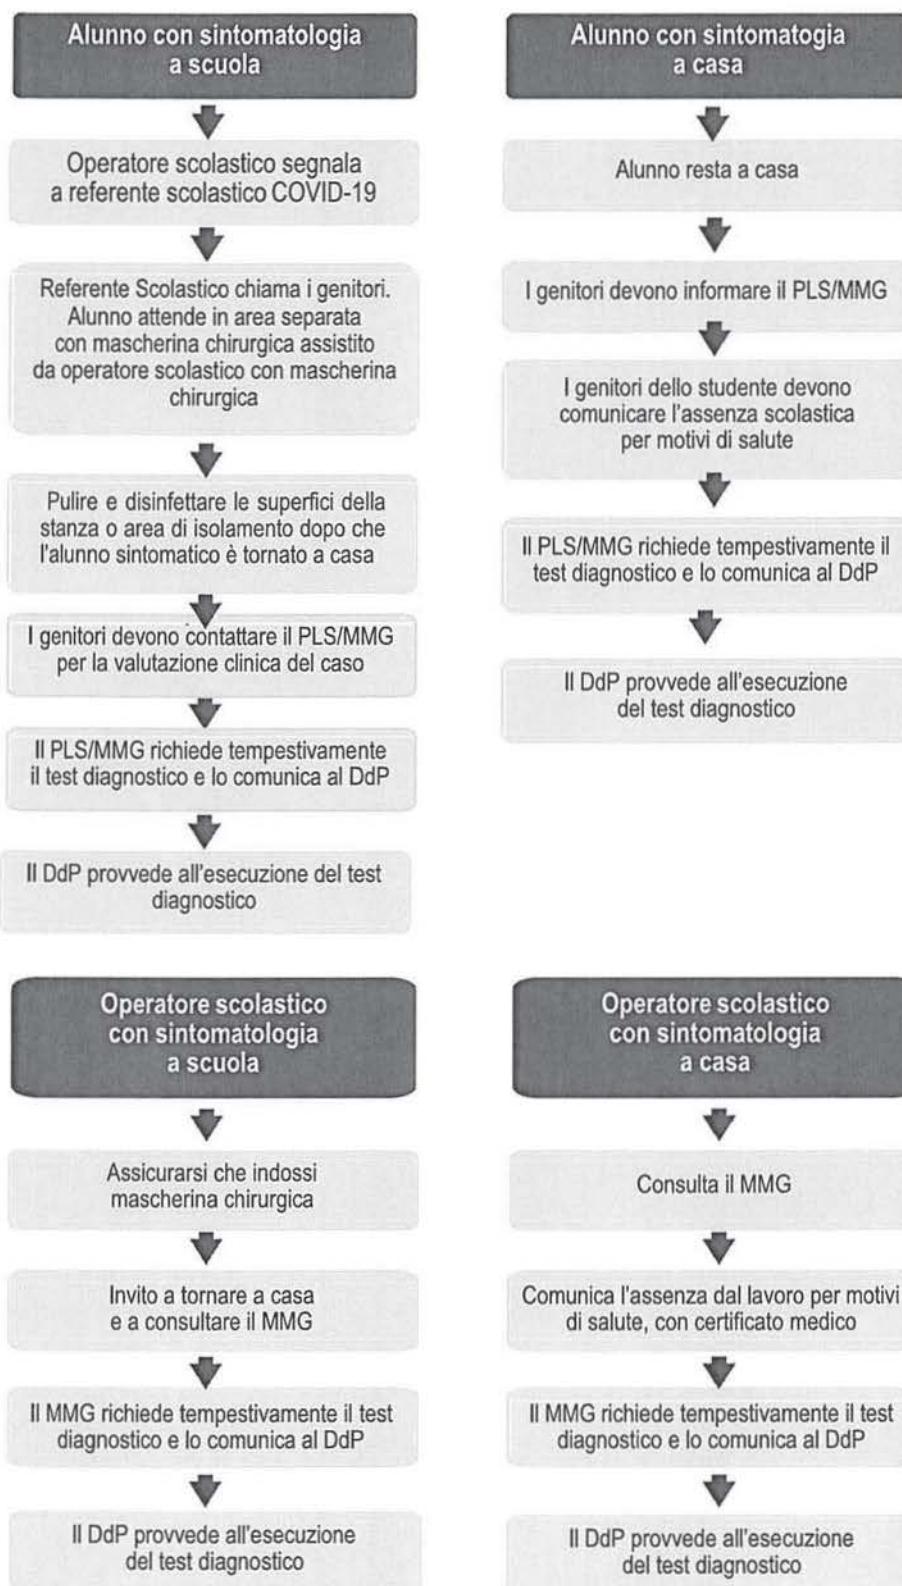 Alunno con sintomatologia
a scuola
Operatore scolastico segnala
a referente scolastico COVID-19
Referente Scolastico chiama i genitori.
Alunno attende in area separata
con mascherina chirurgica assistito
da operatore scolastico con mascherina
chirurgica
Pulire e disinfettare le superfici della
stanza o area di isolamento dopo che
l'alunno sintomatico è tornato a casa
I genitori devono contattare il PLS/MMG
per la valutazione clinica del caso
Il PLS/MMG richiede tempestivamente
il test diagnostico e lo comunica al DdP
Il DdP provvede all'esecuzione del test
diagnostico
Alunno con sintomatogia
a casa
Alunno resta a casa
I genitori devono informare il PLS/MMG
I genitori dello studente devono
comunicare l'assenza scolastica
per motivi di salute
Il PLS/MMG richiede tempestivamente il
test diagnostico e lo comunica al DdP
Il DdP provvede all'esecuzione
del test diagnostico
Operatore scolastico
con sintomatologia
a scuola
Assicurarsi che indossi
mascherina chirurgica
Invito a tornare a casa
e a consultare il MMG
Il MMG richiede tempestivamente il test
diagnostico e lo comunica al DdP
Il DdP provvede all'esecuzione
del test diagnostico
Operatore scolastico
con sintomatologia
a casa
Consulta il MMG
Comunica l'assenza dal lavoro per motivi
di salute, con certificato medico
Il MMG richiede tempestivamente il test
diagnostico e lo comunica al DdP
Il DdP provvede all'esecuzione
del test diagnostico